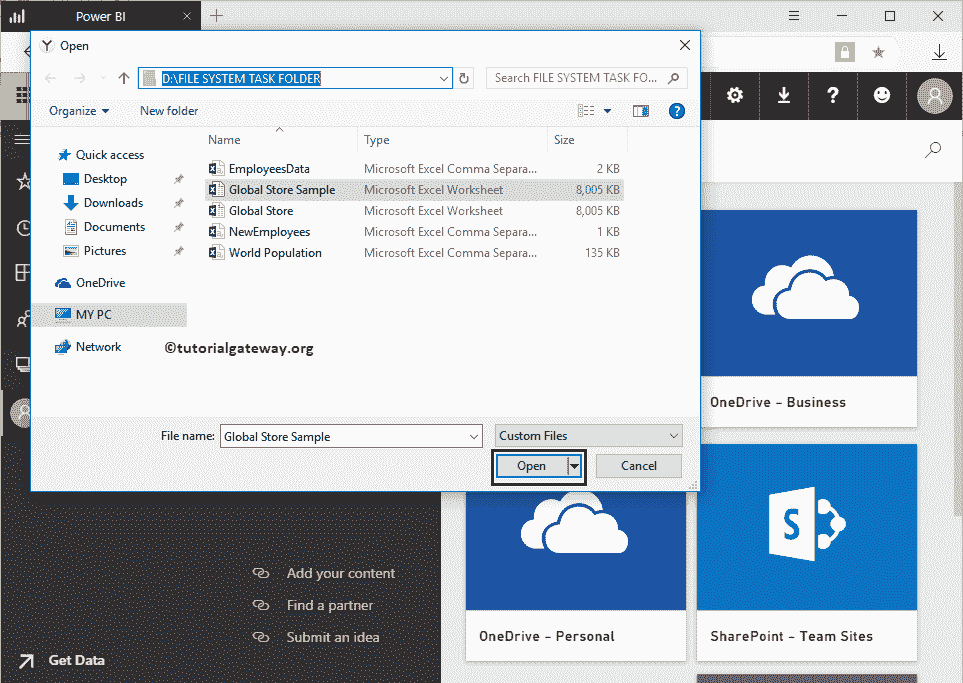 Power BI
Open
D:\FILE SYSTEM TASK FOLDER
Search FILE SYSTEM TASK FO...
Organize
New folder
Name Type Size
Quick access
Desktop
Downloads
Documents
Pictures
OneDrive
MY PC
Network
EmployeesData Microsoft Excel Comma Separa... 2 KB
Global Store Sample Microsoft Excel Worksheet 8,005 KB
Global Store Microsoft Excel Worksheet 8,005 KB
NewEmployees Microsoft Excel Comma Separa... 1 KB
World Population Microsoft Excel Comma Separa... 135 KB
©tutorialgateway.org
File name: Global Store Sample Custom Files
Open Cancel
OneDrive – Business
Add your content
Find a partner
Submit an idea
Get Data
OneDrive – Personal
SharePoint – Team Sites